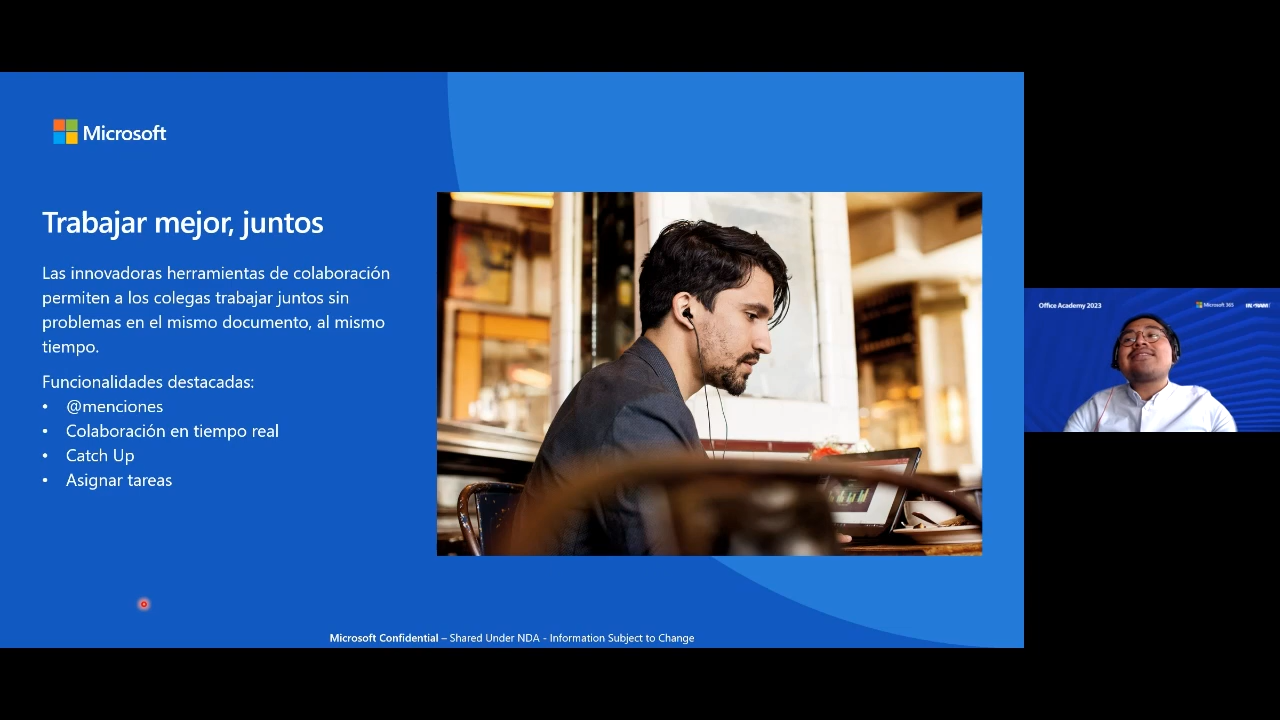 Microsoft
Trabajar mejor, juntos
Las innovadoras herramientas de colaboración
permiten a los colegas trabajar juntos sin
problemas en el mismo documento, al mismo
tiempo.
Funcionalidades destacadas:
• @menciones
• Colaboración en tiempo real
• Catch Up
• Asignar tareas
Microsoft Confidential – Shared Under NDA - Information Subject to Change
Office Academy 2023
Microsoft 365